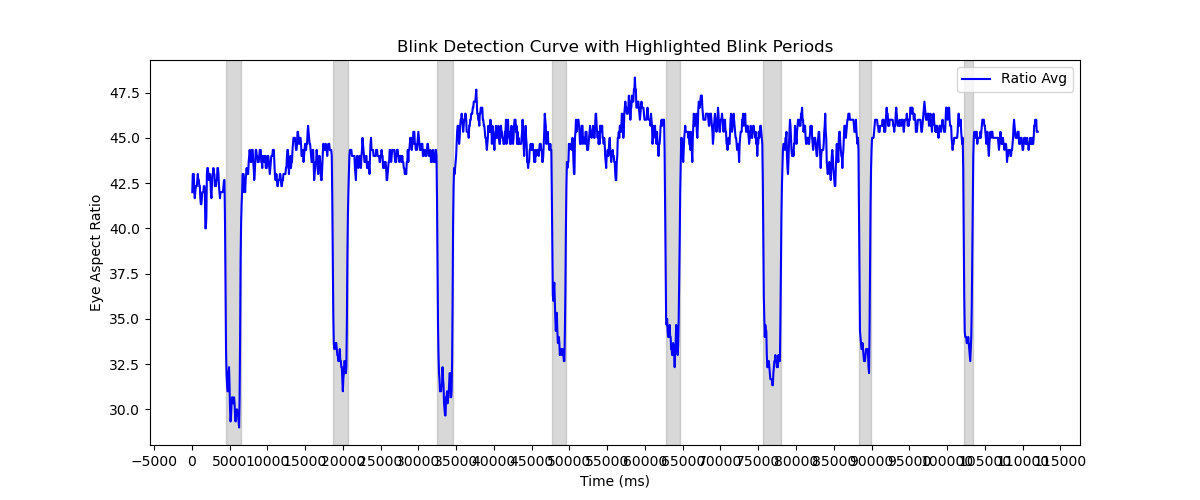 Blink Detection Curve with Highlighted Blink Periods
Ratio Avg
Eye Aspect Ratio
47.5
45.0
42.5
40.0
37.5
35.0
32.5
30.0
−5000 0 5000 10000 15000 20000 25000 30000 35000 40000 45000 50000 55000 60000 65000 70000 75000 80000 85000 90000 95000 100000 105000 110000 115000
Time (ms)